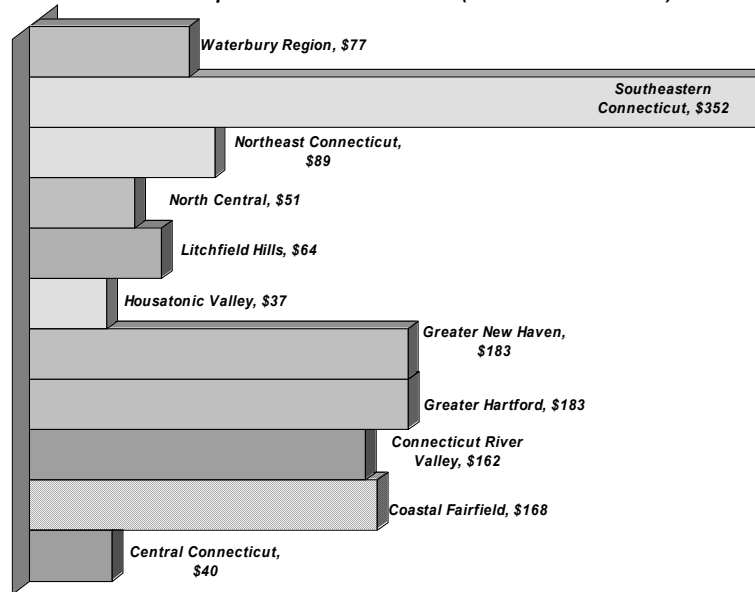 Waterbury Region, $77
Southeastern
Connecticut, $352
Northeast Connecticut,
$89
North Central, $51
Litchfield Hills, $64
Housatonic Valley, $37
Greater New Haven,
$183
Greater Hartford, $183
Connecticut River
Valley, $162
Coastal Fairfield, $168
Central Connecticut,
$40